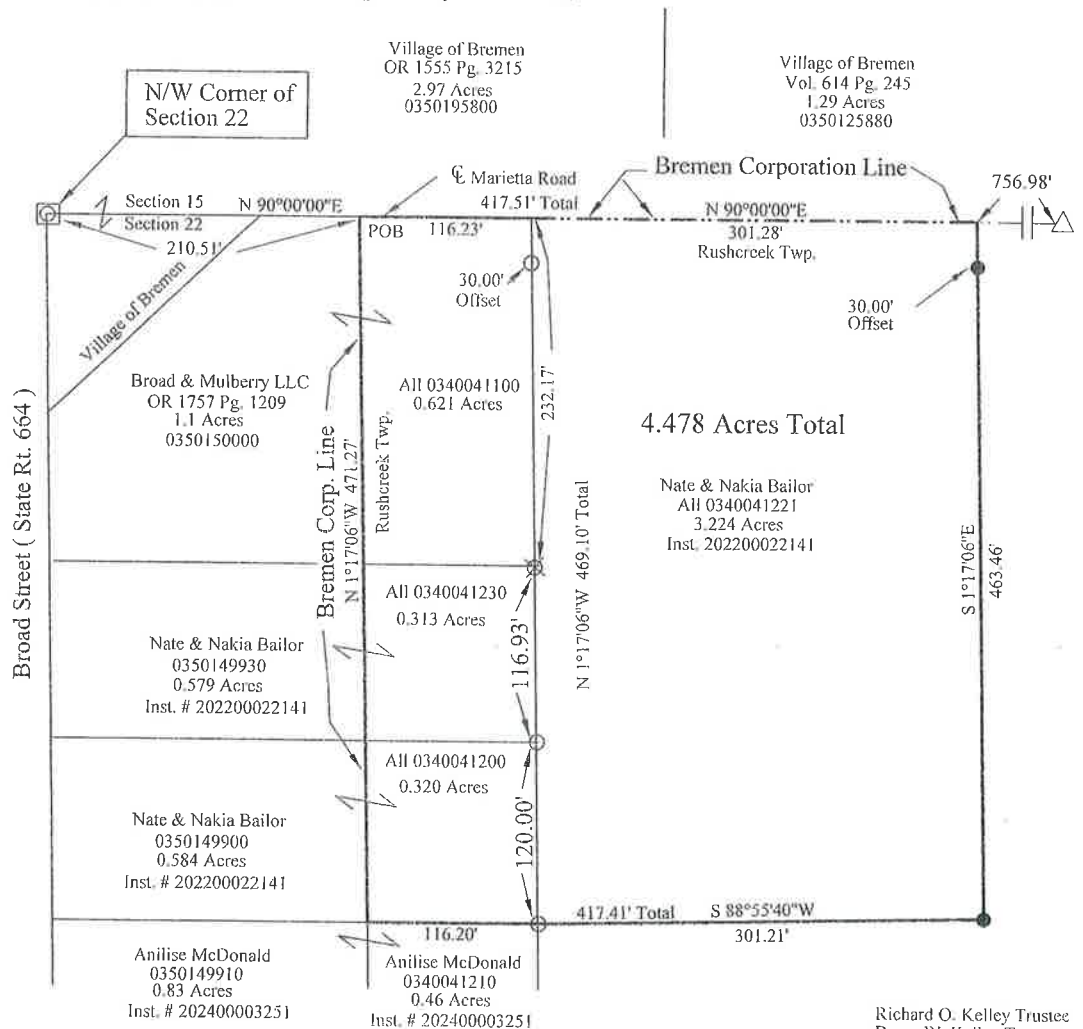 Village of Bremen
OR 1555 Pg. 3215
2.97 Acres
0350195800
Village of Bremen
Vol. 614 Pg. 245
1.29 Acres
0350125880
N/W Corner of
Section 22
℄ Marietta Road
Bremen Corporation Line
756.98'
Section 15
Section 22
N 90°00'00"E
417.51' Total
N 90°00'00"E
210.51'
POB
116.23'
301.28'
Rushcreek Twp.
30.00'
Offset
30.00'
Offset
Village of Bremen
Broad & Mulberry LLC
OR 1757 Pg. 1209
1.1 Acres
0350150000
All 0340041100
0.621 Acres
232.17'
4.478 Acres Total
Broad Street ( State Rt. 664 )
Bremen Corp. Line
N 1°17'06"W 471.27'
Rushcreek Twp.
N 1°17'06"W 469.10' Total
Nate & Nakia Bailor
All 0340041221
3.224 Acres
Inst. 202200022141
S 1°17'06"E
463.46'
All 0340041230
0.313 Acres
116.93'
Nate & Nakia Bailor
0350149930
0.579 Acres
Inst. # 202200022141
All 0340041200
0.320 Acres
120.00'
Nate & Nakia Bailor
0350149900
0.584 Acres
Inst. # 202200022141
417.41' Total
S 88°55'40"W
116.20'
301.21'
Anilise McDonald
0350149910
0.83 Acres
Inst. # 202400003251
Anilise McDonald
0340041210
0.46 Acres
Inst. # 202400003251
Richard O. Kelley Trustee